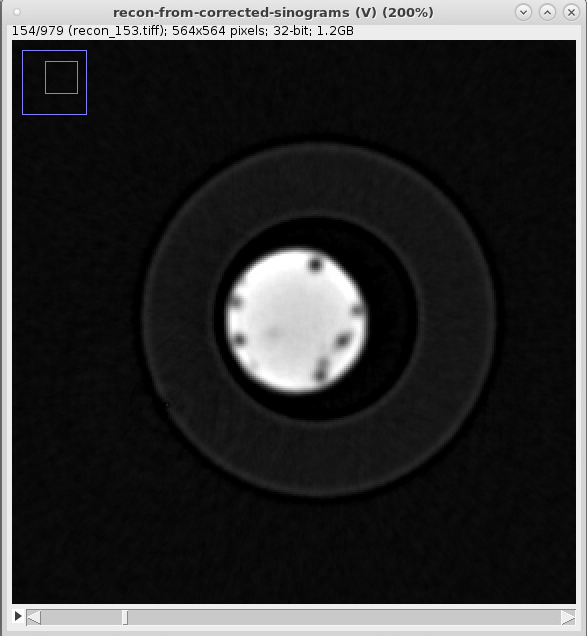 recon-from-corrected-sinograms (V) (200%)
154/979 (recon_153.tiff); 564x564 pixels; 32-bit; 1.2GB